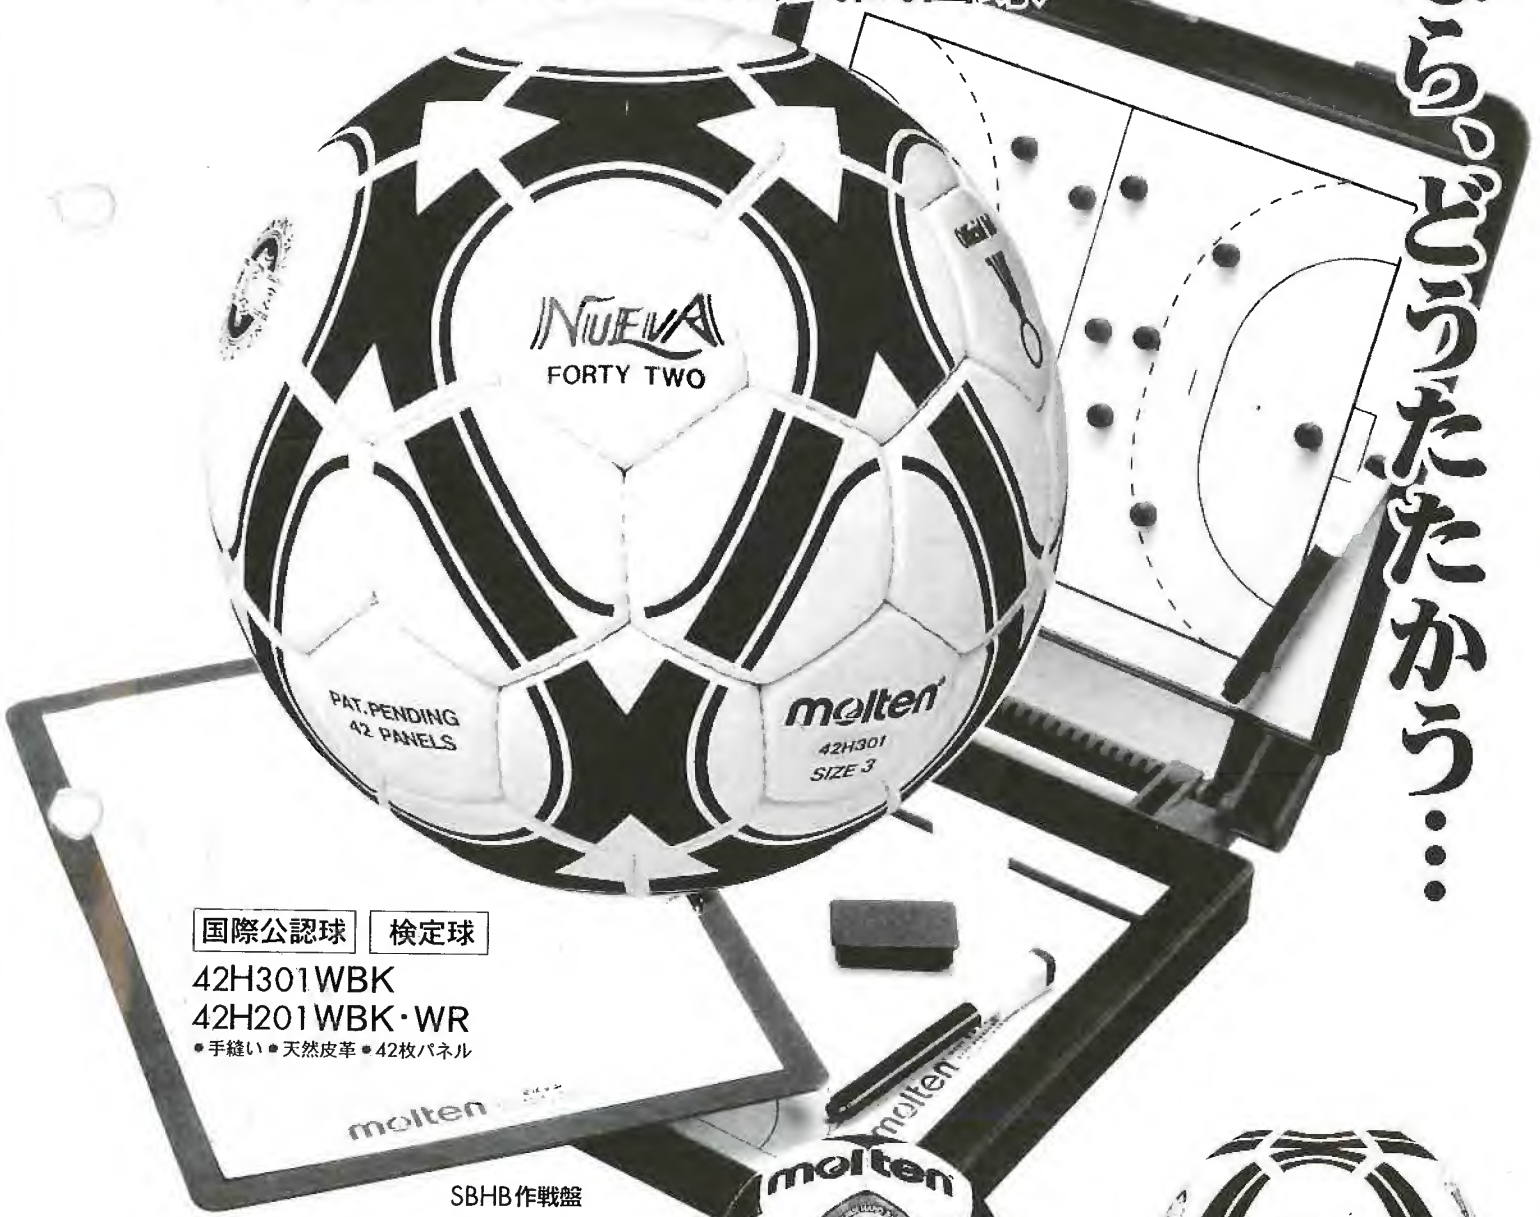 ら、どうたたかう…
NUEVA
FORTY TWO
PAT.PENDING
42 PANELS
molten
42H301
SIZE 3
国際公認球 検定球
42H301WBK
42H201WBK・WR
●手縫い●天然皮革●42枚パネル
molten
molten
SBHB作戦盤
molten